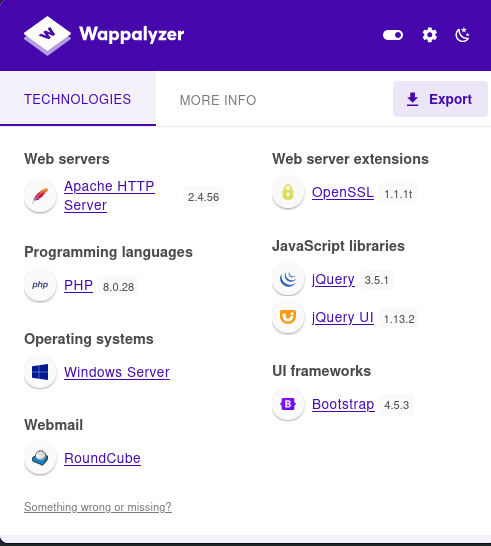 Wappalyzer
TECHNOLOGIES
MORE INFO
Export
Web servers
Apache HTTP
Server
2.4.56
Programming languages
php
PHP
8.0.28
Operating systems
Windows Server
Webmail
RoundCube
Web server extensions
OpenSSL
1.1.1t
JavaScript libraries
jQuery
3.5.1
jQuery UI
1.13.2
UI frameworks
B
Bootstrap
4.5.3
Something wrong or missing?